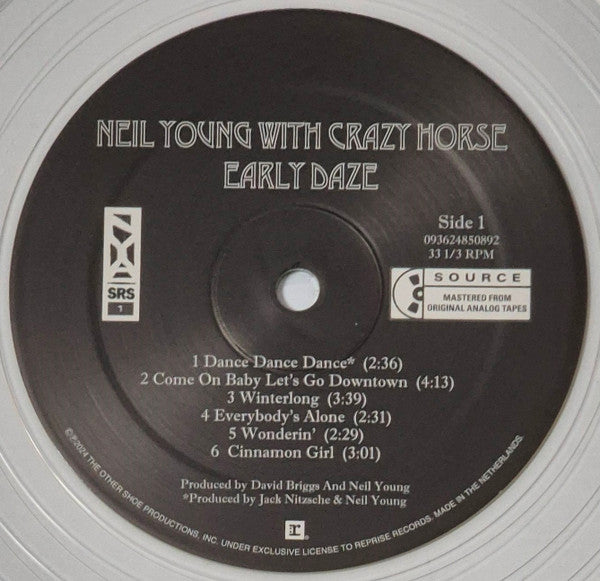 NEIL YOUNG WITH CRAZY HORSE
EARLY DAZE
Side 1
093624850892
33 1/3 RPM
NYA
SRS
1
SOURCE
MASTERED FROM
ORIGINAL ANALOG TAPES
1 Dance Dance Dance* (2:36)
2 Come On Baby Let's Go Downtown (4:13)
3 Winterlong (3:39)
4 Everybody's Alone (2:31)
5 Wonderin' (2:29)
6 Cinnamon Girl (3:01)
Produced by David Briggs And Neil Young
*Produced by Jack Nitzsche & Neil Young
r
©℗2024 THE OTHER SHOE PRODUCTIONS, INC. UNDER EXCLUSIVE LICENSE TO REPRISE RECORDS. MADE IN THE NETHERLANDS.